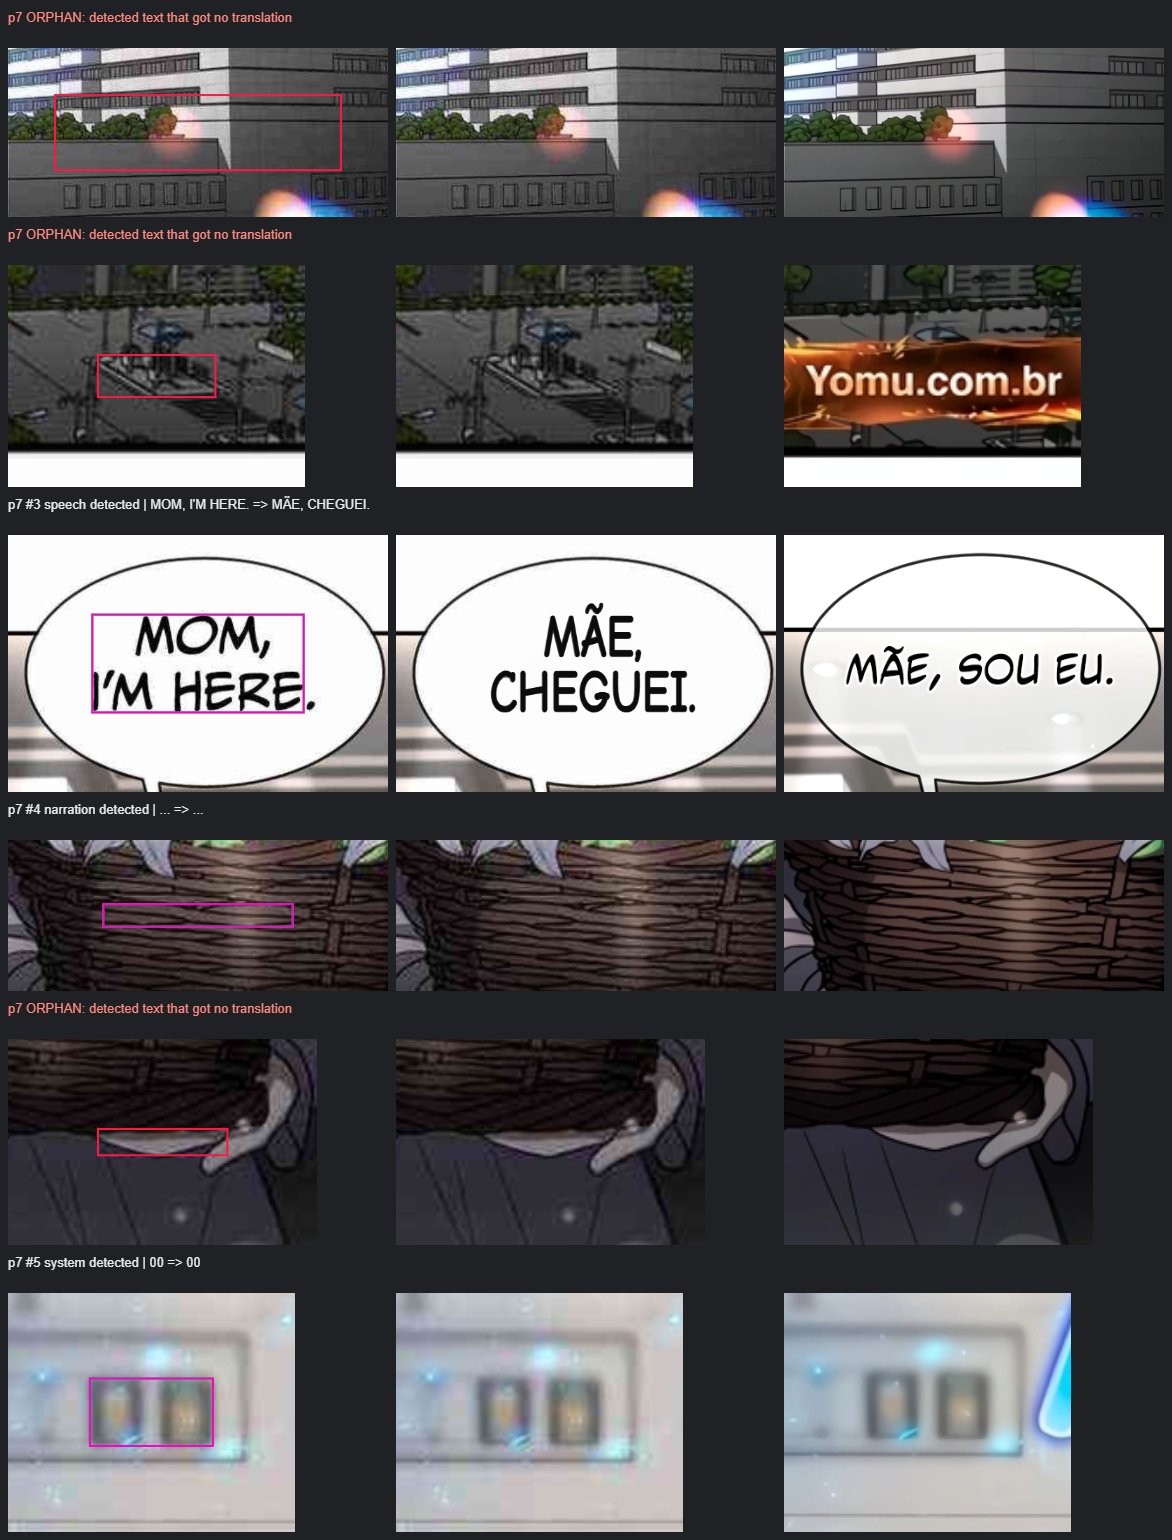 p7 ORPHAN: detected text that got no translation
p7 ORPHAN: detected text that got no translation
Yomu.com.br
p7 #3 speech detected | MOM, I'M HERE. => MÃE, CHEGUEI.
MOM,
I'M HERE.
MÃE,
CHEGUEI.
MÃE, SOU EU.
p7 #4 narration detected | ... => ...
p7 ORPHAN: detected text that got no translation
p7 #5 system detected | 00 => 00